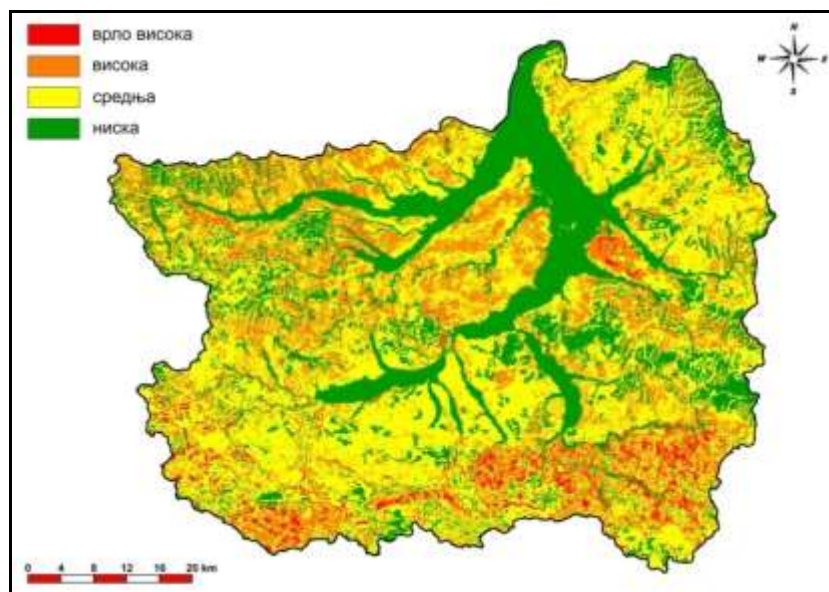 врло висока
висока
средња
ниска
N
W E
S
0 4 8 12 16 20 km